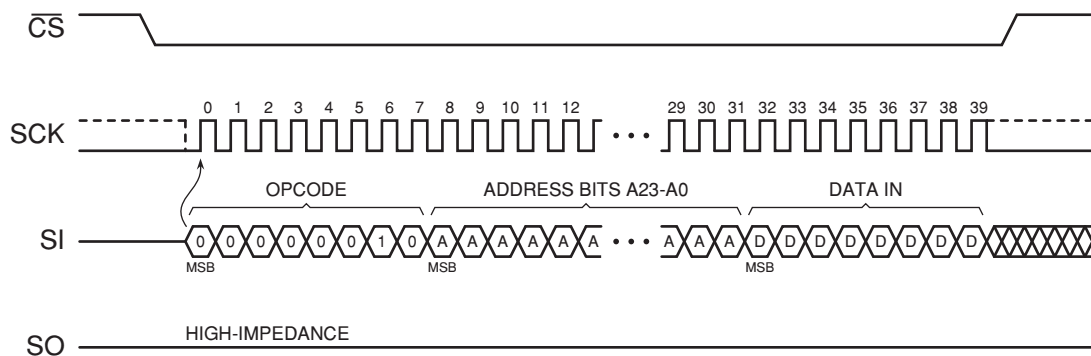 CS
0 1 2 3 4 5 6 7 8 9 10 11 12 29 30 31 32 33 34 35 36 37 38 39
SCK
OPCODE ADDRESS BITS A23-A0 DATA IN
SI 0 0 0 0 0 0 1 0 A A A A A A A A A D D D D D D D D
MSB MSB MSB
HIGH-IMPEDANCE
SO